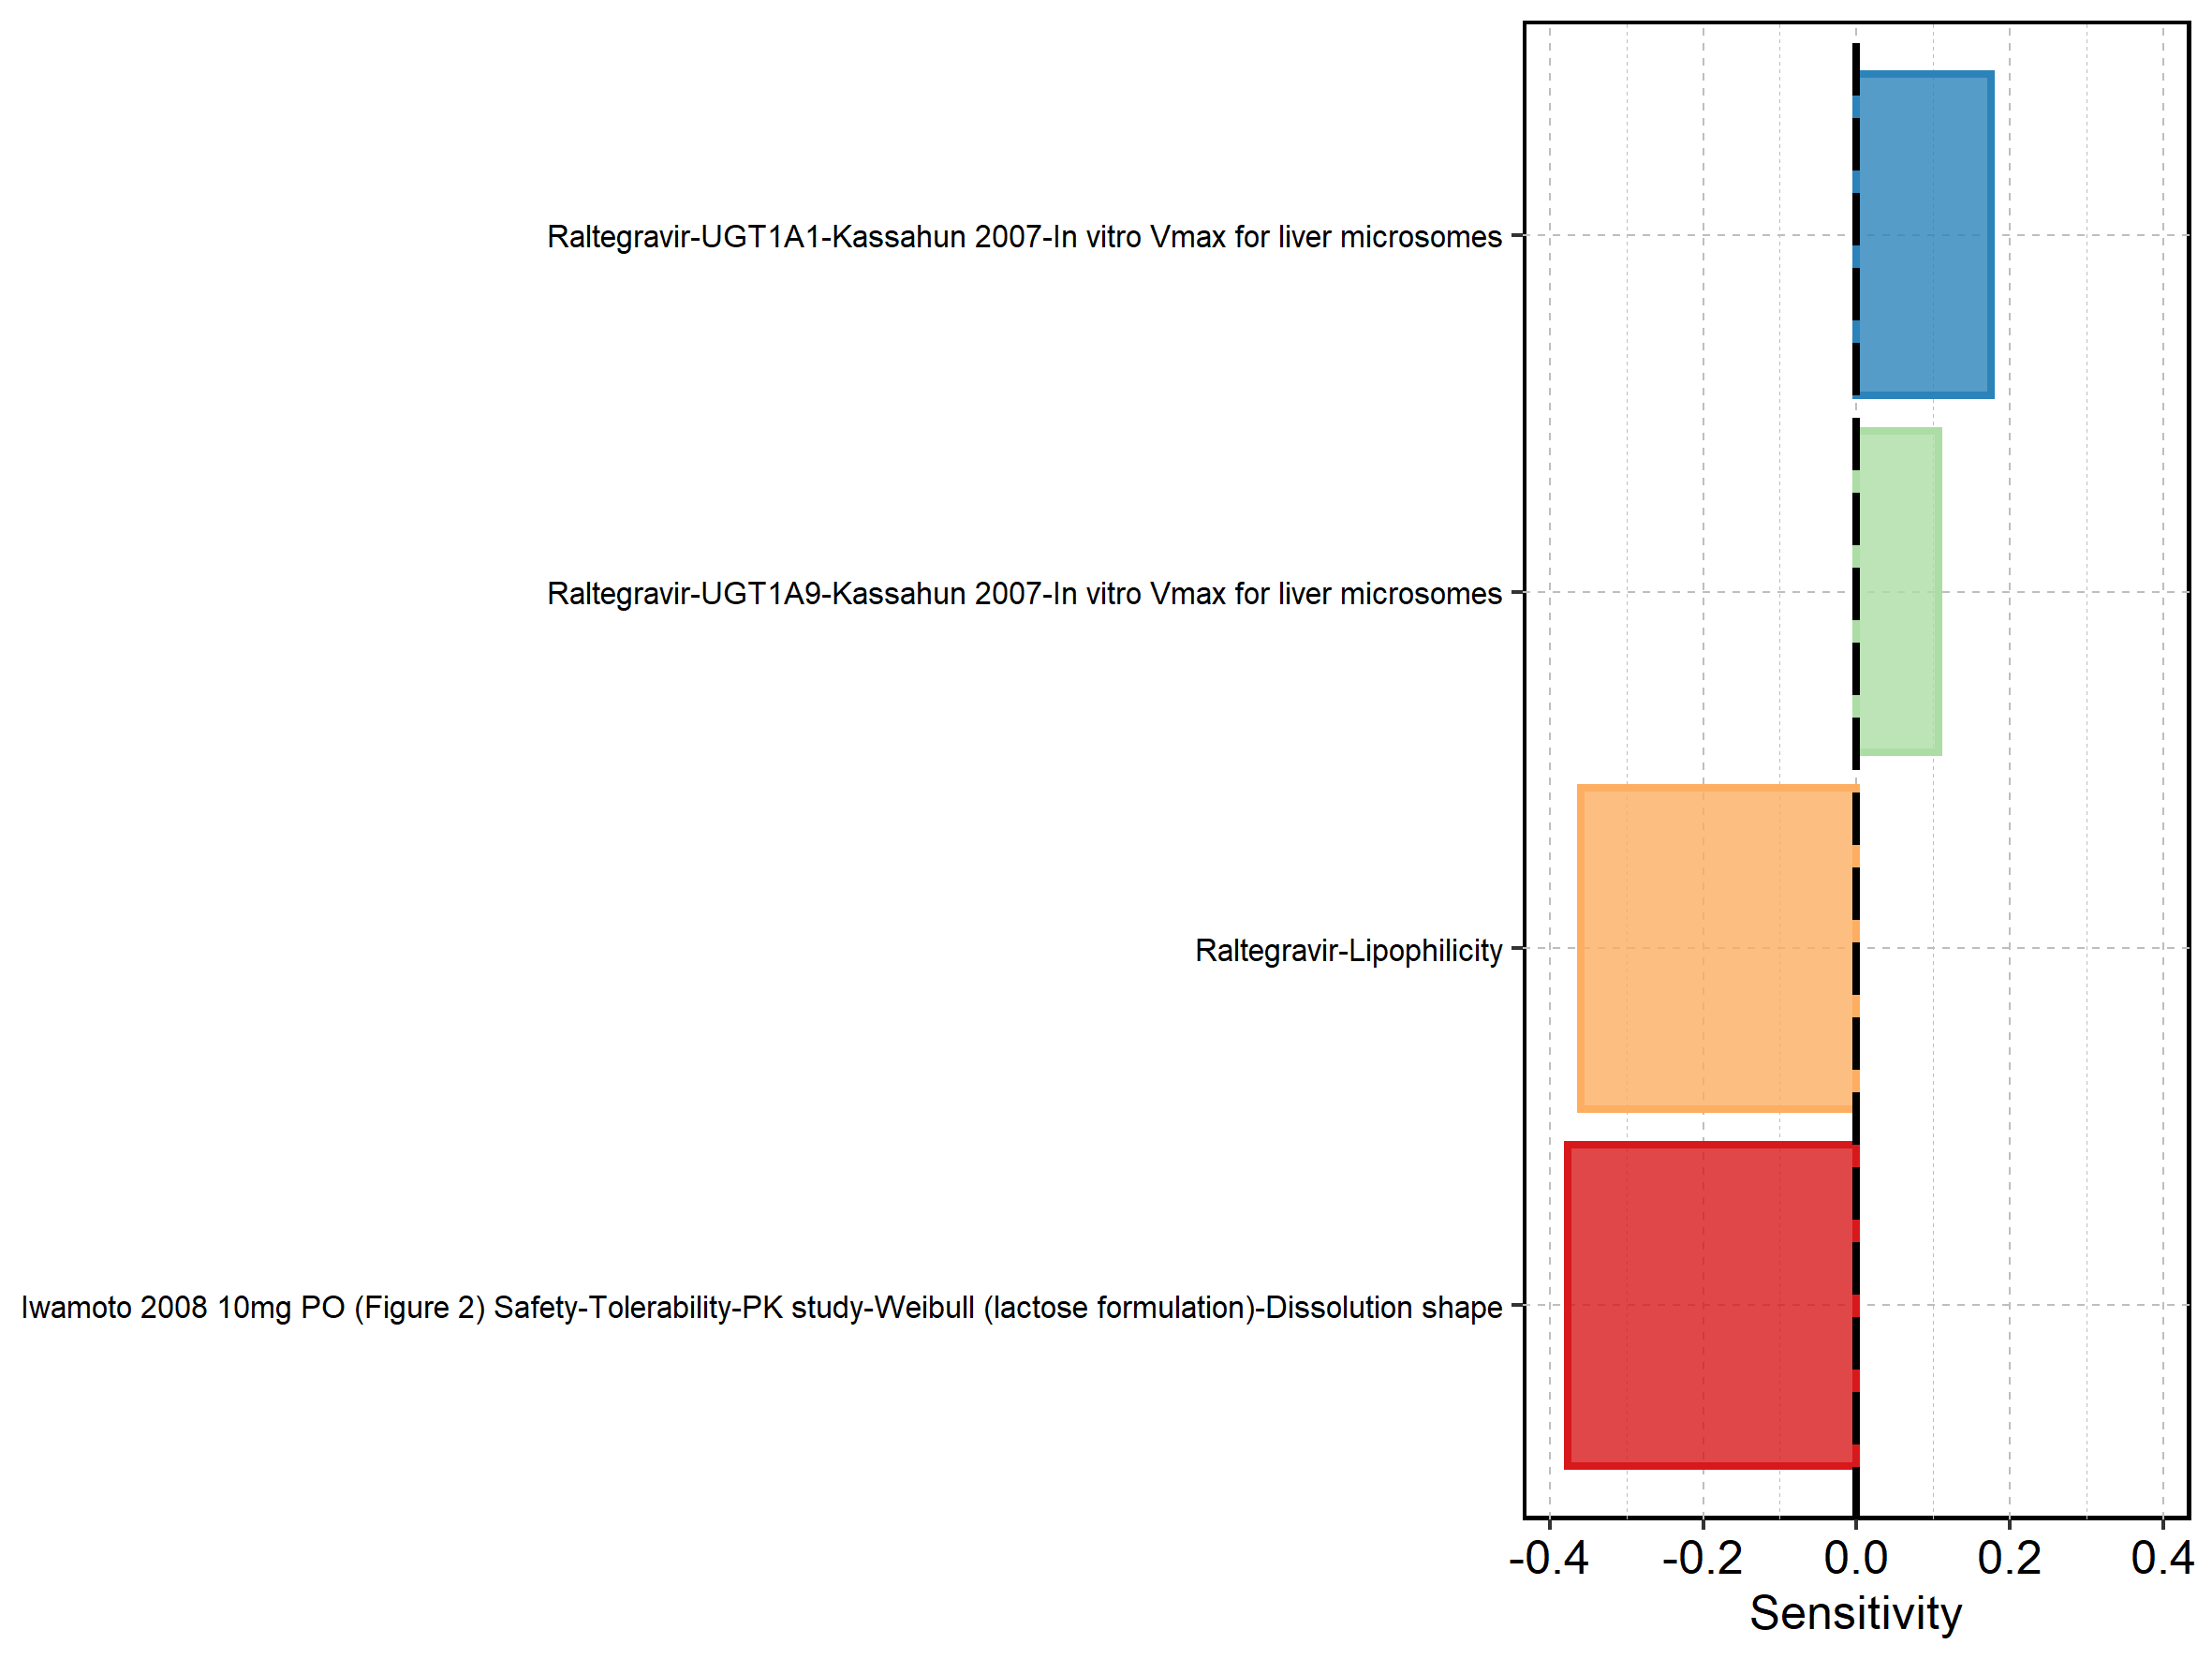 Raltegravir-UGT1A1-Kassahun 2007-In vitro Vmax for liver microsomes
Raltegravir-UGT1A9-Kassahun 2007-In vitro Vmax for liver microsomes
Raltegravir-Lipophilicity
Iwamoto 2008 10mg PO (Figure 2) Safety-Tolerability-PK study-Weibull (lactose formulation)-Dissolution shape
-0.4 -0.2 0.0 0.2 0.4
Sensitivity